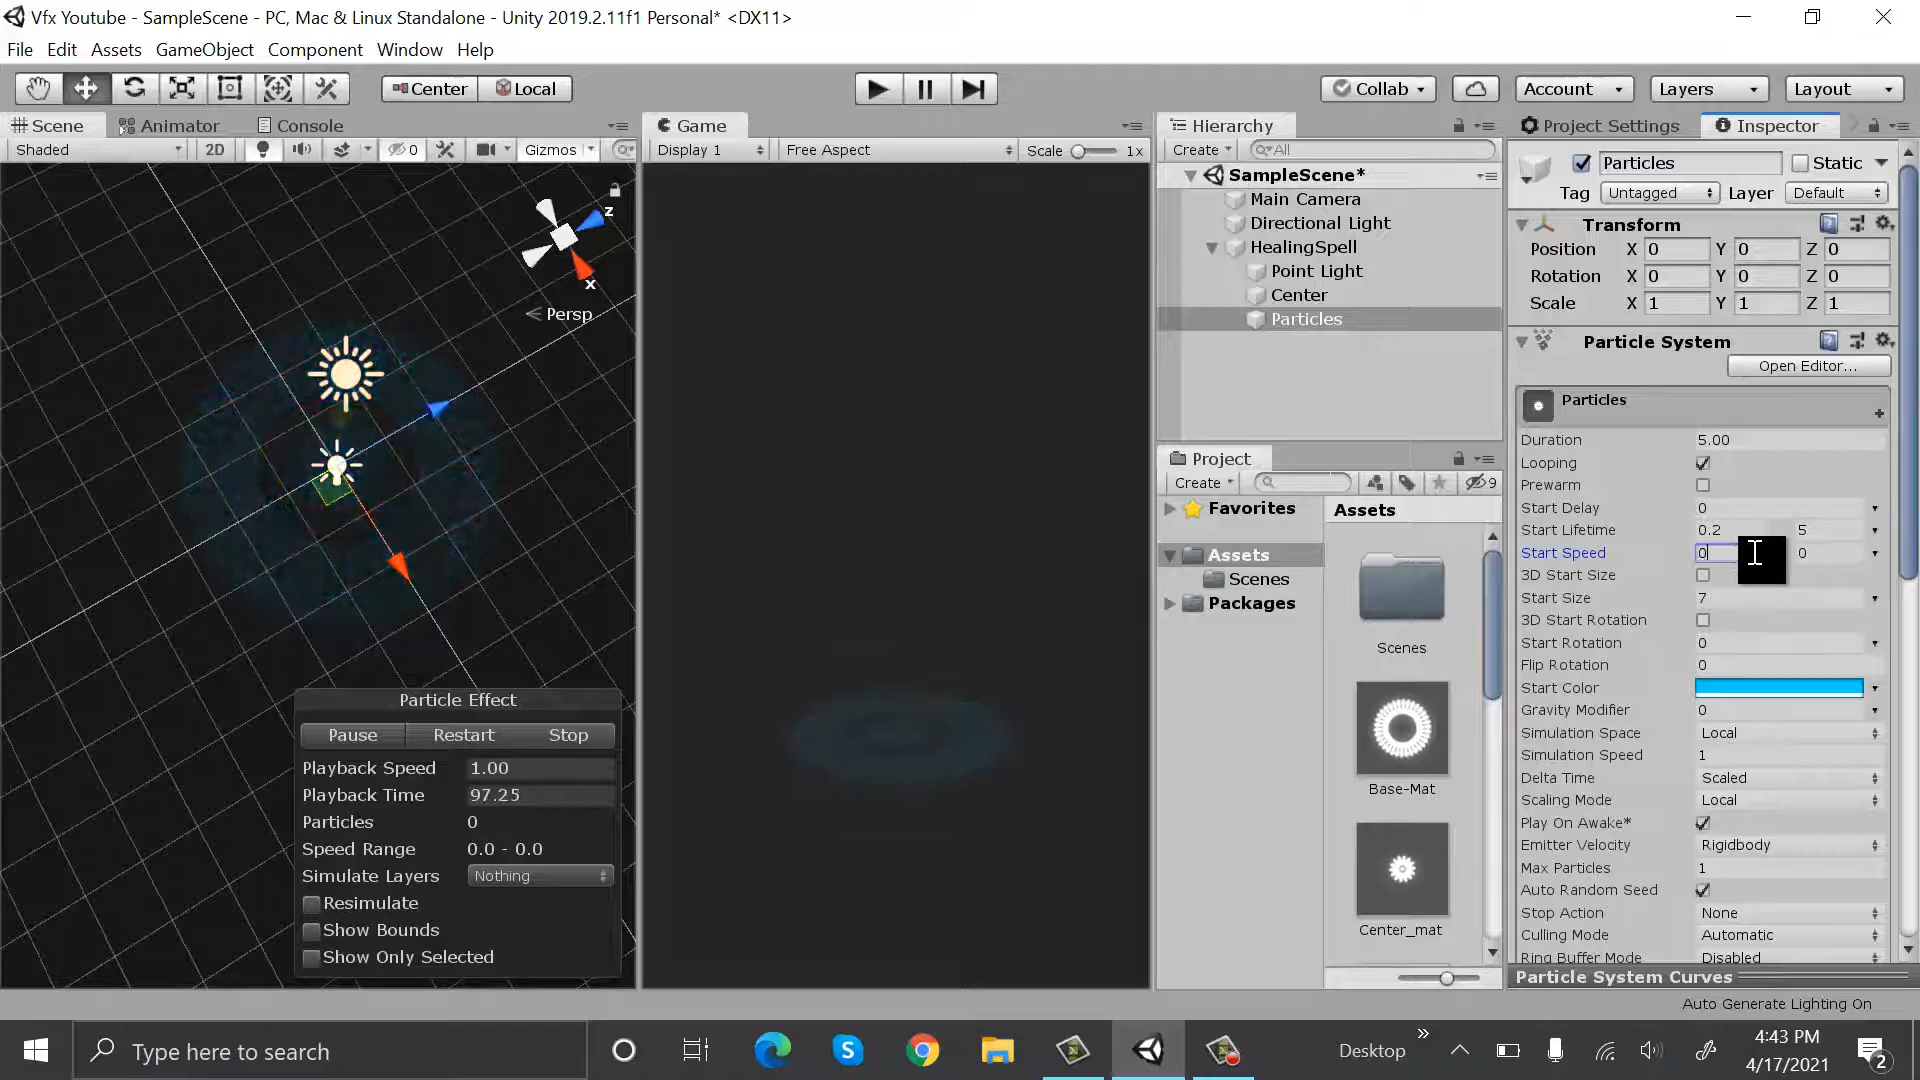 Vfx Youtube - SampleScene - PC, Mac & Linux Standalone - Unity 2019.2.11f1 Personal* <DX11>
File Edit Assets GameObject Component Window Help
Center Local Collab Account Layers Layout
Scene Animator Console
Shaded 2D 0 Gizmos
z
x
Persp
Particle Effect
Pause Restart Stop
Playback Speed 1.00
Playback Time 97.25
Particles 0
Speed Range 0.0 - 0.0
Simulate Layers Nothing
Resimulate
Show Bounds
Show Only Selected
Game
Display 1 Free Aspect Scale 1x
Hierarchy
Create All
SampleScene*
Main Camera
Directional Light
HealingSpell
Point Light
Center
Particles
Project
Create 9
Favorites
Assets
Scenes
Packages
Assets
Scenes
Base-Mat
Center_mat
Project Settings Inspector
Particles Static
Tag Untagged Layer Default
Transform
Position X 0 Y 0 Z 0
Rotation X 0 Y 0 Z 0
Scale X 1 Y 1 Z 1
Particle System
Open Editor...
Particles
Duration 5.00
Looping
Prewarm
Start Delay 0
Start Lifetime 0.2 5
Start Speed 0 0
3D Start Size
Start Size 7
3D Start Rotation
Start Rotation 0
Flip Rotation 0
Start Color
Gravity Modifier 0
Simulation Space Local
Simulation Speed 1
Delta Time Scaled
Scaling Mode Local
Play On Awake*
Emitter Velocity Rigidbody
Max Particles 1
Auto Random Seed
Stop Action None
Culling Mode Automatic
Ring Buffer Mode Disabled
Particle System Curves
Auto Generate Lighting On
Type here to search
Desktop
4:43 PM
4/17/2021
2